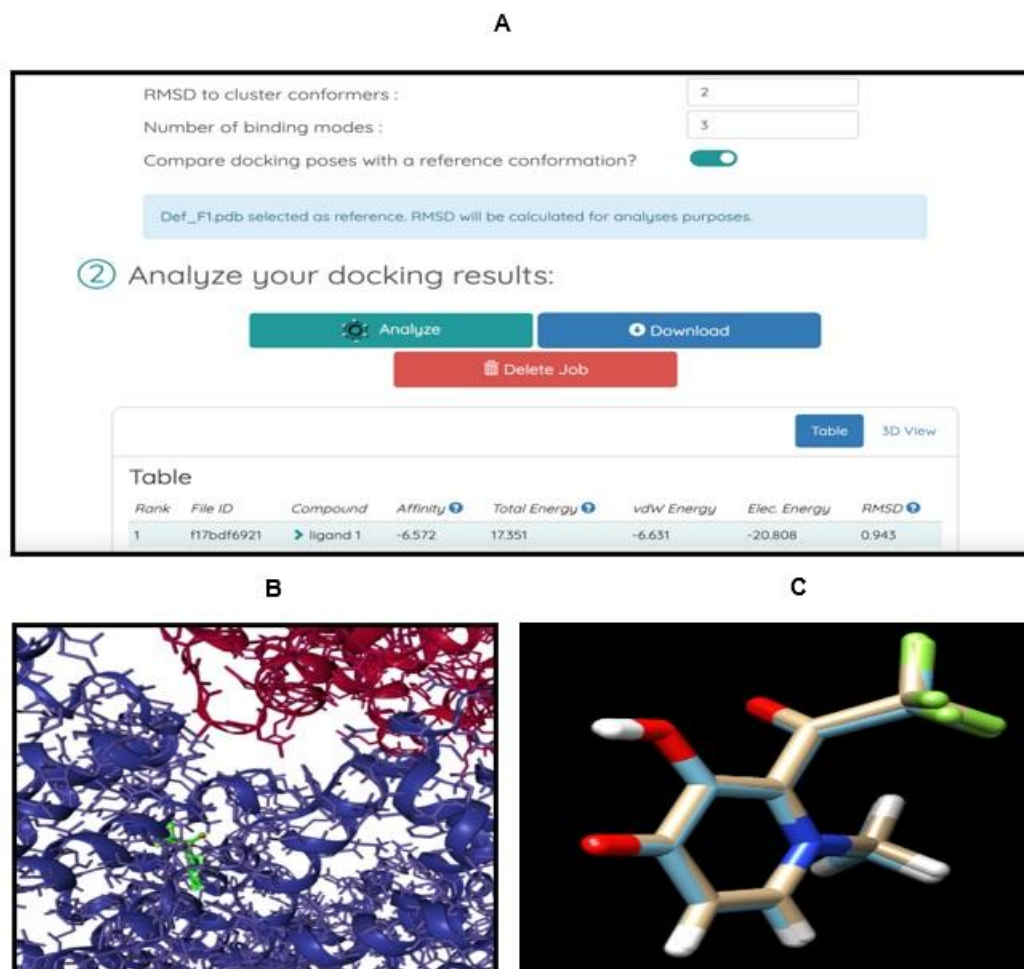 A
RMSD to cluster conformers :
2
Number of binding modes :
3
Compare docking poses with a reference conformation?
Def_F1.pdb selected as reference. RMSD will be calculated for analyses purposes.
2 Analyze your docking results:
Analyze
Download
Delete Job
Table 3D View
Table
Rank File ID Compound Affinity ? Total Energy ? vdW Energy Elec. Energy RMSD ?
1 f17bdf6921 > ligand 1 -6.572 17.351 -6.631 -20.808 0.943
B
C